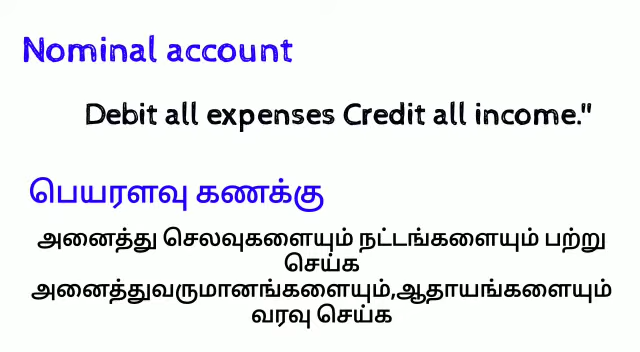 Nominal account
Debit all expenses Credit all income."
பெயரளவு கணக்கு
அனைத்து செலவுகளையும் நட்டங்களையும் பற்று
செய்க
அனைத்துவருமானங்களையும்,ஆதாயங்களையும்
வரவு செய்க